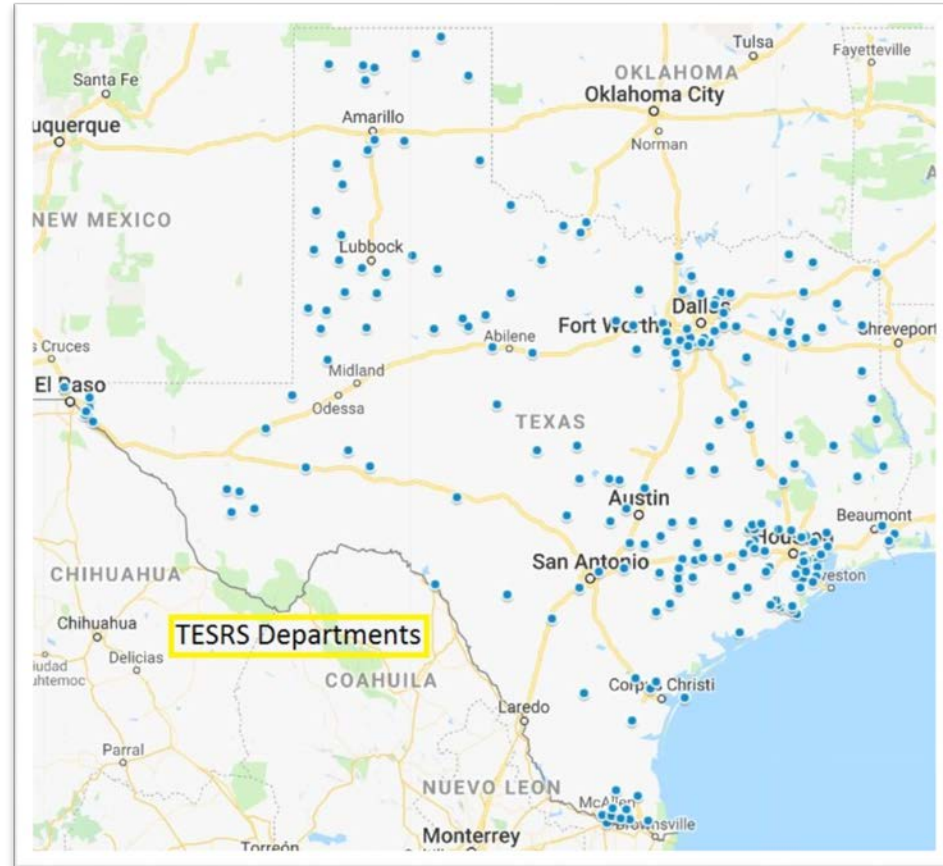 Tulsa
Fayetteville
Santa Fe
OKLAHOMA
Oklahoma City
Amarillo
uquerque
Norman
NEW MEXICO
Lubbock
Dallas
Fort Worth
Shreveport
s Cruces
Abilene
El Paso
Midland
Odessa
TEXAS
Austin
Beaumont
Houston
San Antonio
veston
CHIHUAHUA
Chihuahua
TESRS Departments
Delicias
iudad
uhtemoc
COAHUILA
Corpus Christi
Laredo
Parral
NUEVO LEON
McAllen
Brownsville
Monterrey
Torreón